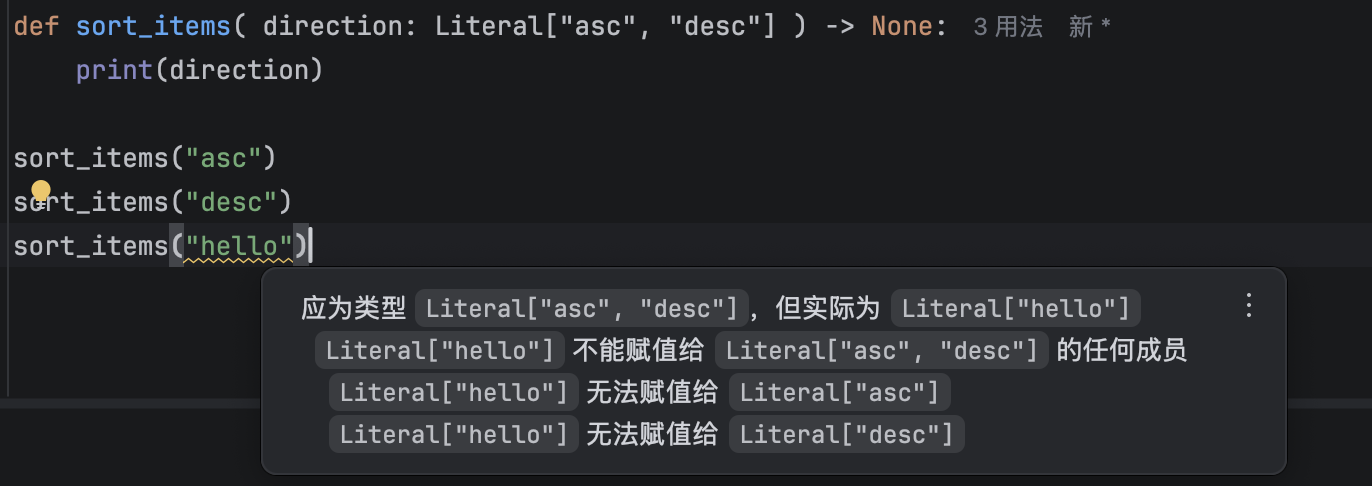 def sort_items( direction: Literal["asc", "desc"] ) -> None: 3 用法 新 *
    print(direction)
sort_items("asc")
sort_items("desc")
sort_items("hello")
应为类型 Literal["asc", "desc"]，但实际为 Literal["hello"]
Literal["hello"] 不能赋值给 Literal["asc", "desc"] 的任何成员
Literal["hello"] 无法赋值给 Literal["asc"]
Literal["hello"] 无法赋值给 Literal["desc"]